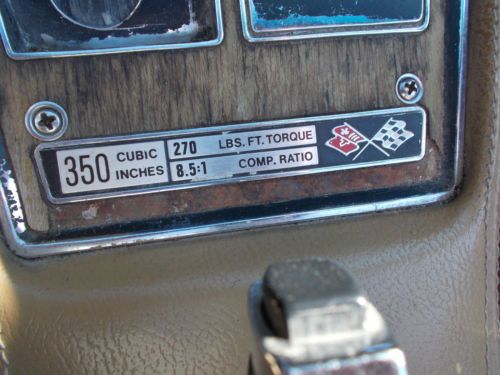 350 CUBIC INCHES
270 LBS. FT. TORQUE
8.5:1 COMP. RATIO